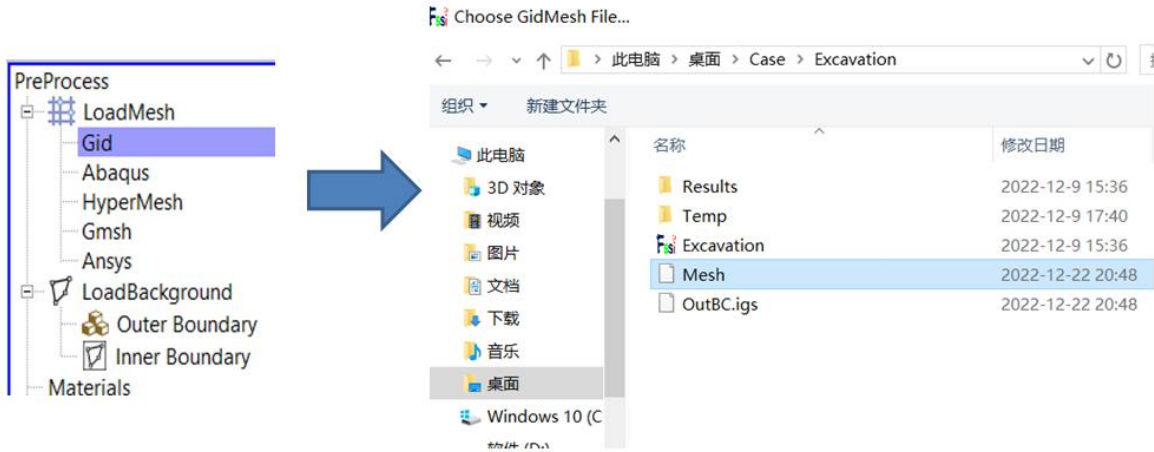 PreProcess
LoadMesh
Gid
Abaqus
HyperMesh
Gmsh
Ansys
LoadBackground
Outer Boundary
Inner Boundary
Materials
Fssi Choose GidMesh File...
此电脑 > 桌面 > Case > Excavation
组织 新建文件夹
此电脑
3D 对象
视频
图片
文档
下载
音乐
桌面
Windows 10 (C
名称 修改日期
Results 2022-12-9 15:36
Temp 2022-12-9 17:40
Fssi Excavation 2022-12-9 15:36
Mesh 2022-12-22 20:48
OutBC.igs 2022-12-22 20:48